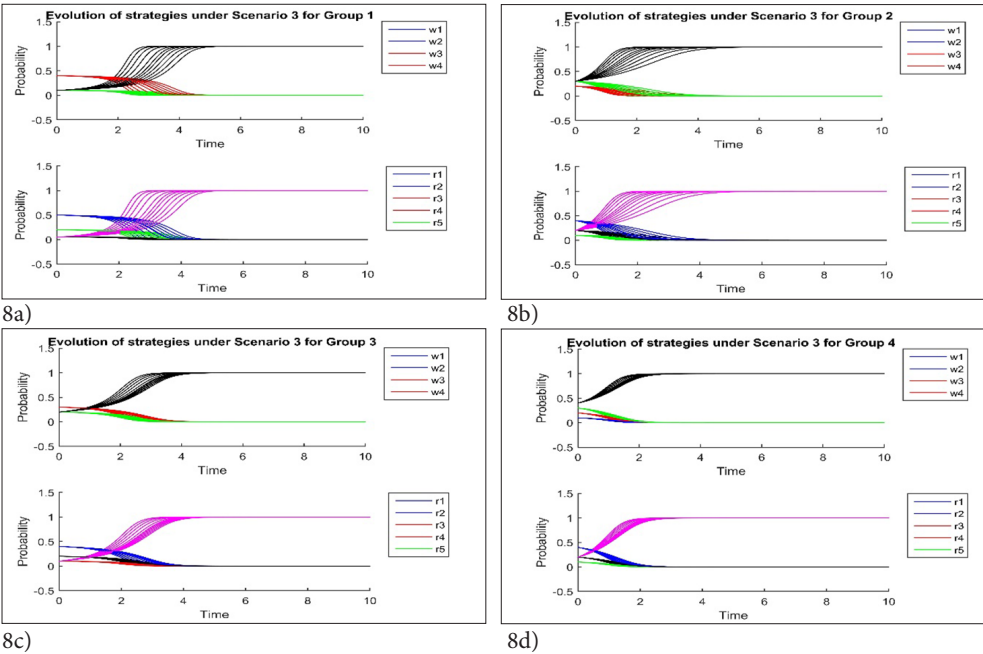 Evolution of strategies under Scenario 3 for Group 1
1.5
1
0.5
0
-0.5
Probability
0 2 4 6 8 10
Time
w1
w2
w3
w4
1.5
1
0.5
0
-0.5
Probability
0 2 4 6 8 10
Time
r1
r2
r3
r4
r5
8a)
Evolution of strategies under Scenario 3 for Group 2
1.5
1
0.5
0
-0.5
Probability
0 2 4 6 8 10
Time
w1
w2
w3
w4
1.5
1
0.5
0
-0.5
Probability
0 2 4 6 8 10
Time
r1
r2
r3
r4
r5
8b)
Evolution of strategies under Scenario 3 for Group 3
1.5
1
0.5
0
-0.5
Probability
0 2 4 6 8 10
Time
w1
w2
w3
w4
1.5
1
0.5
0
-0.5
Probability
0 2 4 6 8 10
Time
r1
r2
r3
r4
r5
8c)
Evolution of strategies under Scenario 3 for Group 4
1.5
1
0.5
0
-0.5
Probability
0 2 4 6 8 10
Time
w1
w2
w3
w4
1.5
1
0.5
0
-0.5
Probability
0 2 4 6 8 10
Time
r1
r2
r3
r4
r5
8d)